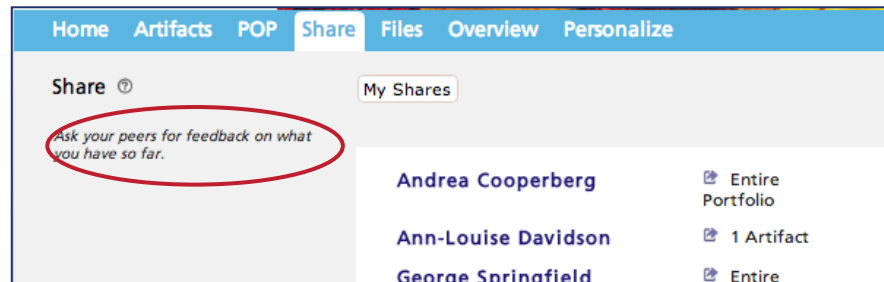 Home Artifacts POP Share Files Overview Personalize
Share ?
My Shares
Ask your peers for feedback on what
you have so far.
Andrea Cooperberg Entire
Portfolio
Ann-Louise Davidson 1 Artifact
George Springfield Entire